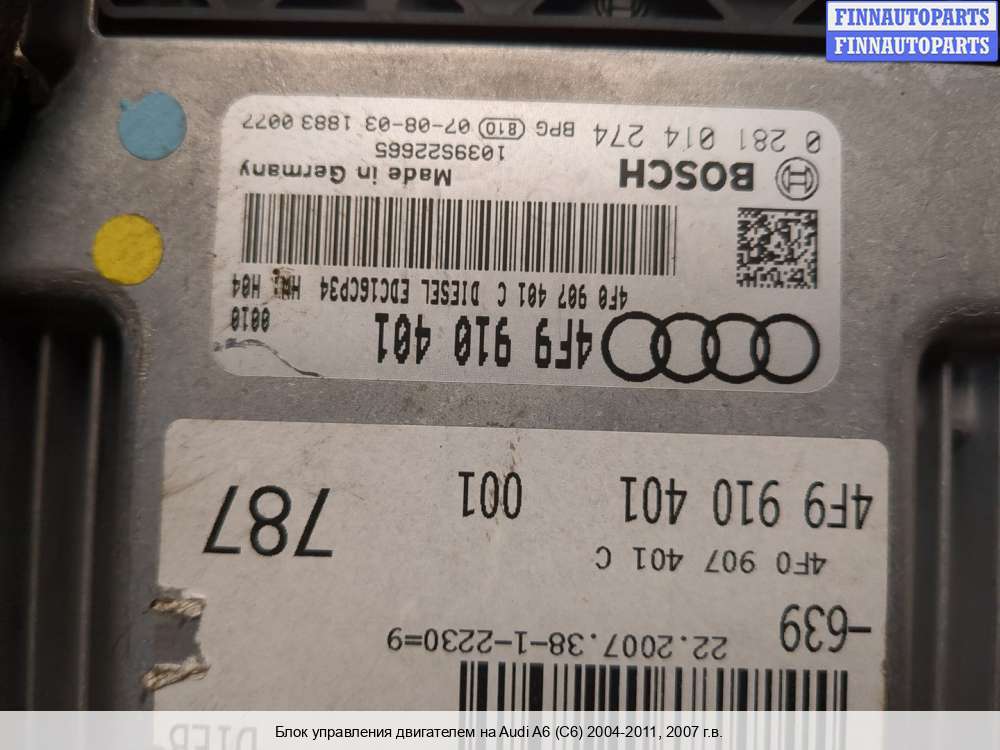 FINNAUTOPARTS
FINNAUTOPARTS
4F9 910 401 0010
4F0 907 401 C DIESEL EDC16CP34 HW: H04
BOSCH Made in Germany
1039S22665
0 281 014 274 BPG 810 07-08-03 1883 0077
22.2007.38-1-2230=9
-639
4F0 907 401 C
4F9 910 401 001
787
Блок управления двигателем на Audi A6 (C6) 2004-2011, 2007 г.в.